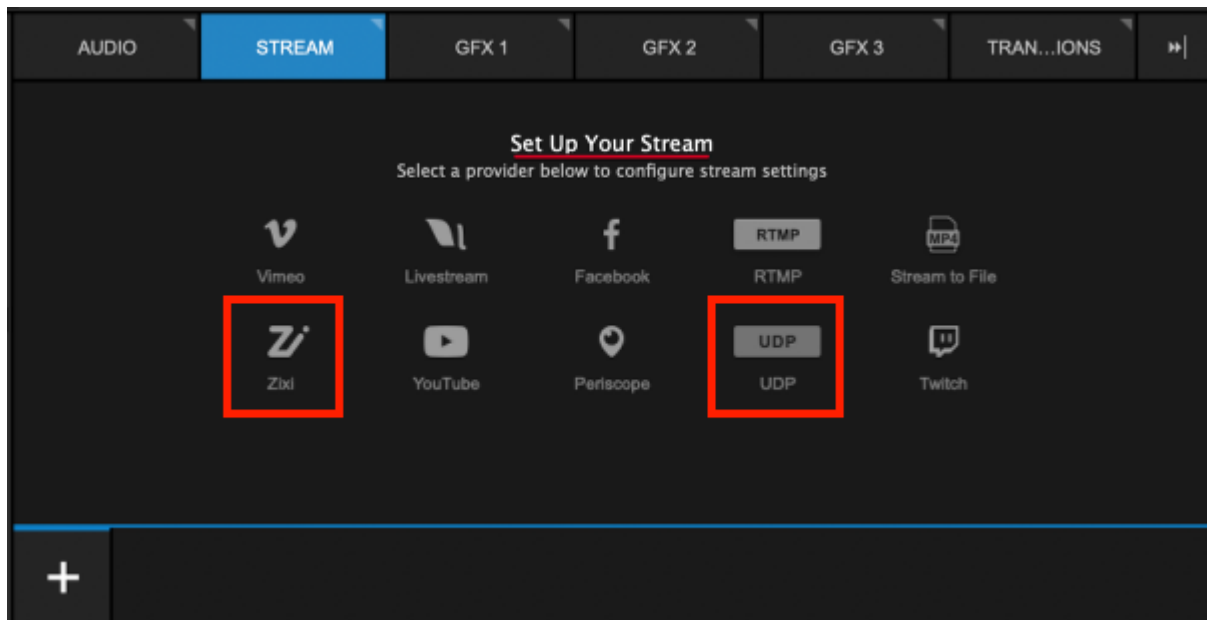 AUDIO STREAM GFX 1 GFX 2 GFX 3 TRAN...IONS
Set Up Your Stream
Select a provider below to configure stream settings
RTMP MP4
Vimeo Livestream Facebook RTMP Stream to File
UDP
Zixi YouTube Periscope UDP Twitch